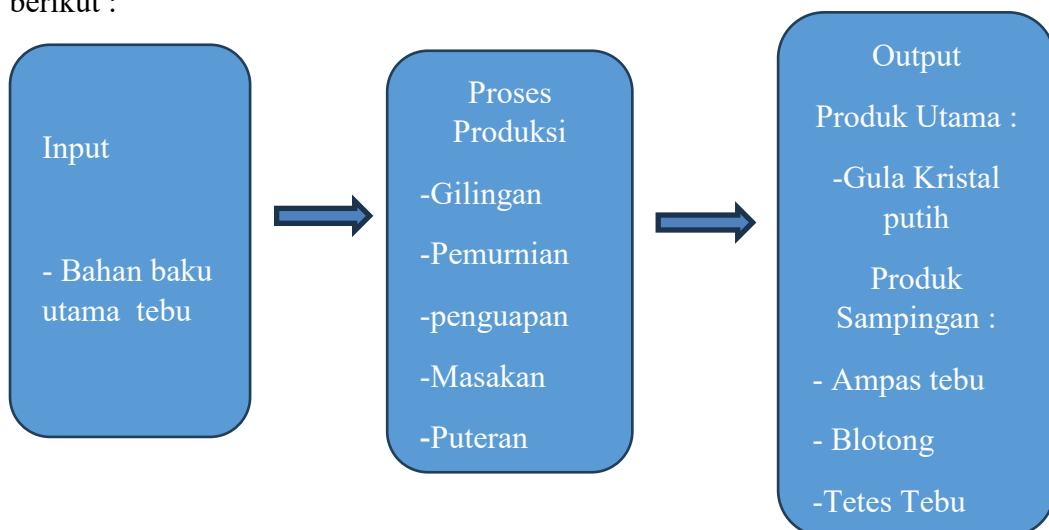 berikut :
Input
- Bahan baku
utama tebu
Proses
Produksi
-Gilingan
-Pemurnian
-penguapan
-Masakan
-Puteran
Output
Produk Utama :
-Gula Kristal
putih
Produk
Sampingan :
- Ampas tebu
- Blotong
-Tetes Tebu